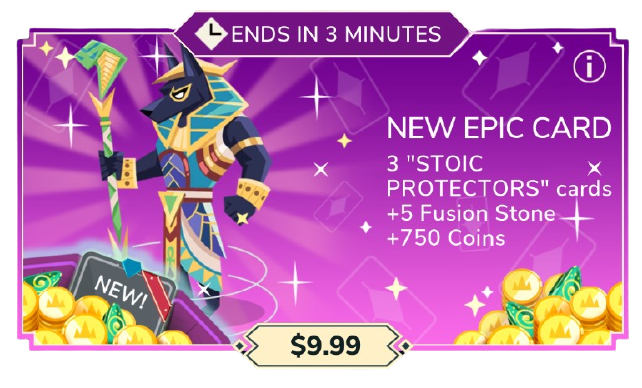 ENDS IN 3 MINUTES
i
NEW EPIC CARD
3 "STOIC
PROTECTORS" cards
+5 Fusion Stone
+750 Coins
NEW!
$9.99